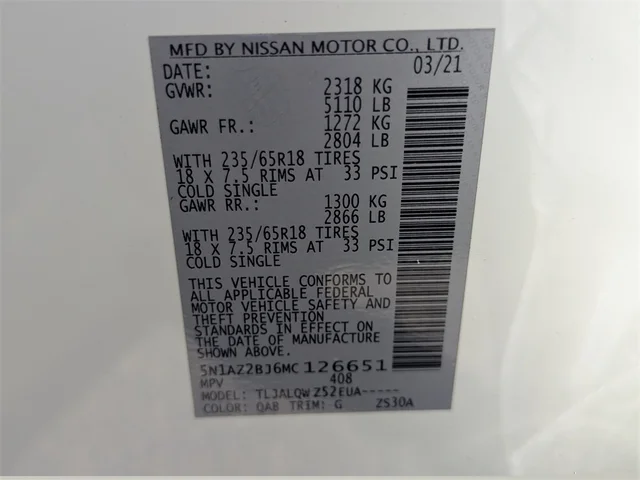 MFD BY NISSAN MOTOR CO., LTD.
DATE: 03/21
GVWR: 2318 KG
5110 LB
GAWR FR.: 1272 KG
2804 LB
WITH 235/65R18 TIRES
18 X 7.5 RIMS AT 33 PSI
COLD SINGLE
GAWR RR.: 1300 KG
2866 LB
WITH 235/65R18 TIRES
18 X 7.5 RIMS AT 33 PSI
COLD SINGLE
THIS VEHICLE CONFORMS TO
ALL APPLICABLE FEDERAL
MOTOR VEHICLE SAFETY AND
THEFT PREVENTION
STANDARDS IN EFFECT ON
THE DATE OF MANUFACTURE
SHOWN ABOVE.
5N1AZ2BJ6MC126651
MPV 408
MODEL: TL3ALQW Z52EUA-----
COLOR: QAB TRIM: G ZS30A